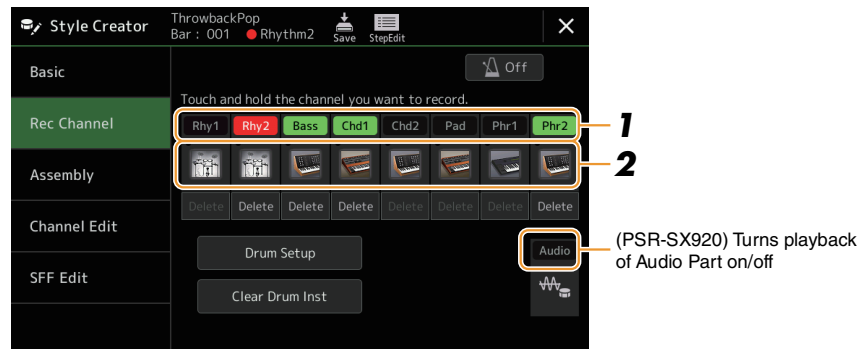 Style Creator
ThrowbackPop
Bar : 001 Rhythm2
Save StepEdit
Basic
Off
Touch and hold the channel you want to record.
Rec Channel
Rhy1 Rhy2 Bass Chd1 Chd2 Pad Phr1 Phr2
1
Assembly
2
Delete Delete Delete Delete Delete Delete Delete Delete
Channel Edit
Drum Setup
Audio
(PSR-SX920) Turns playback
of Audio Part on/off
SFF Edit
Clear Drum Inst